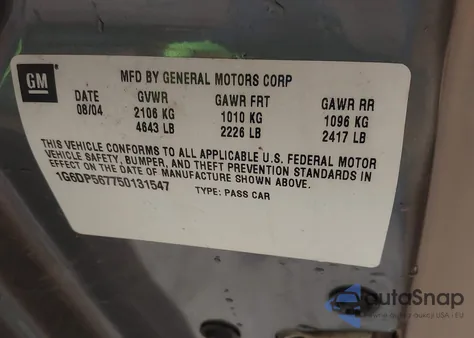 GM
MFD BY GENERAL MOTORS CORP
DATE GVWR GAWR FRT GAWR RR
08/04 2106 KG 1010 KG 1096 KG
4643 LB 2226 LB 2417 LB
THIS VEHICLE CONFORMS TO ALL APPLICABLE U.S. FEDERAL MOTOR
VEHICLE SAFETY, BUMPER, AND THEFT PREVENTION STANDARDS IN
EFFECT ON THE DATE OF MANUFACTURE SHOWN ABOVE.
1G6DP567750131547 TYPE: PASS CAR
autaSnap